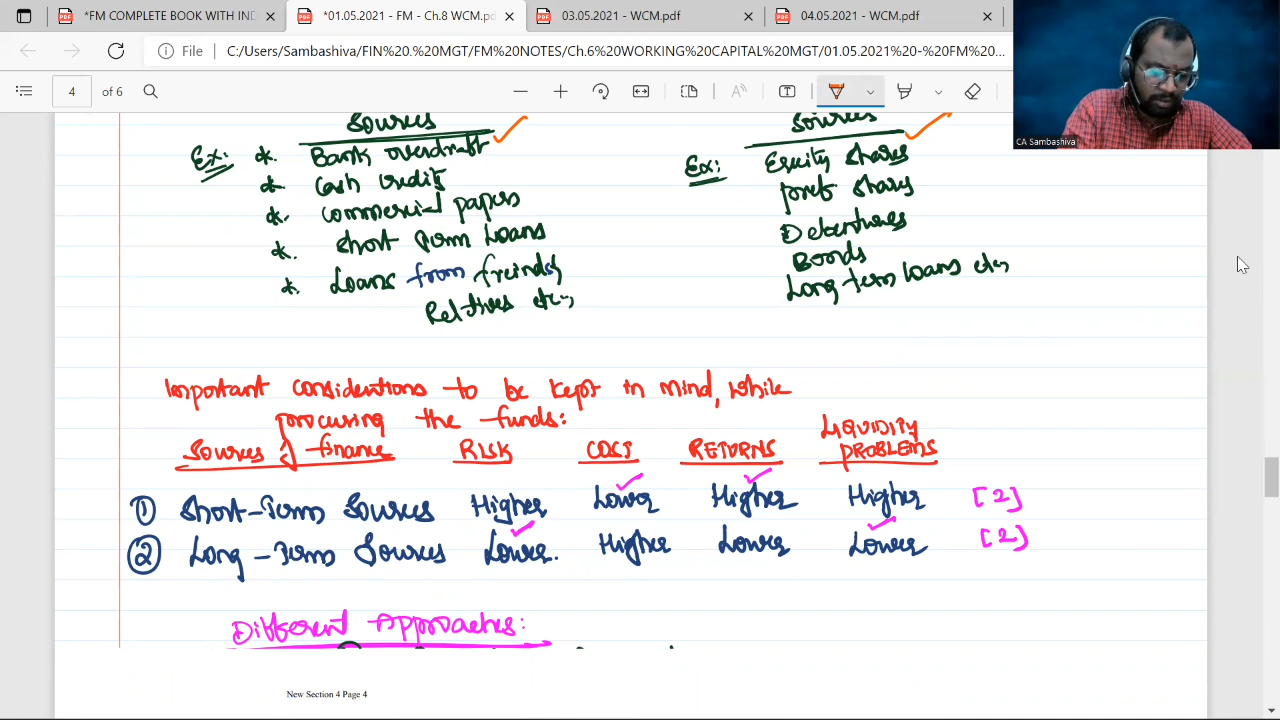 *FM COMPLETE BOOK WITH IND
*01.05.2021 - FM - Ch.8 WCM.pd
03.05.2021 - WCM.pdf
04.05.2021 - WCM.pdf
File
C:/Users/Sambashiva/FIN%20.%20MGT/FM%20NOTES/Ch.6%20WORKING%20CAPITAL%20MGT/01.05.2021%20-%20FM%20...
4 of 6
CA Sambashiva
Sources
Ex: *. Bank overdraft
*. Cash credits
*. Commercial papers
*. Short Term Loans
*. Loans from freinds
Relatives etc.,
Sources
Ex: Equity shares
pref. shares
Debentures
Bonds
Long term loans etc.,
Important considerations to be kept in mind, while
procuring the funds:
Sources of finance RISK COST RETURNS LIQUIDITY PROBLEMS
① Short-Term Sources Higher Lower Higher Higher [2]
② Long-Term Sources Lower. Higher Lower Lower [2]
Different Approaches:
New Section 4 Page 4